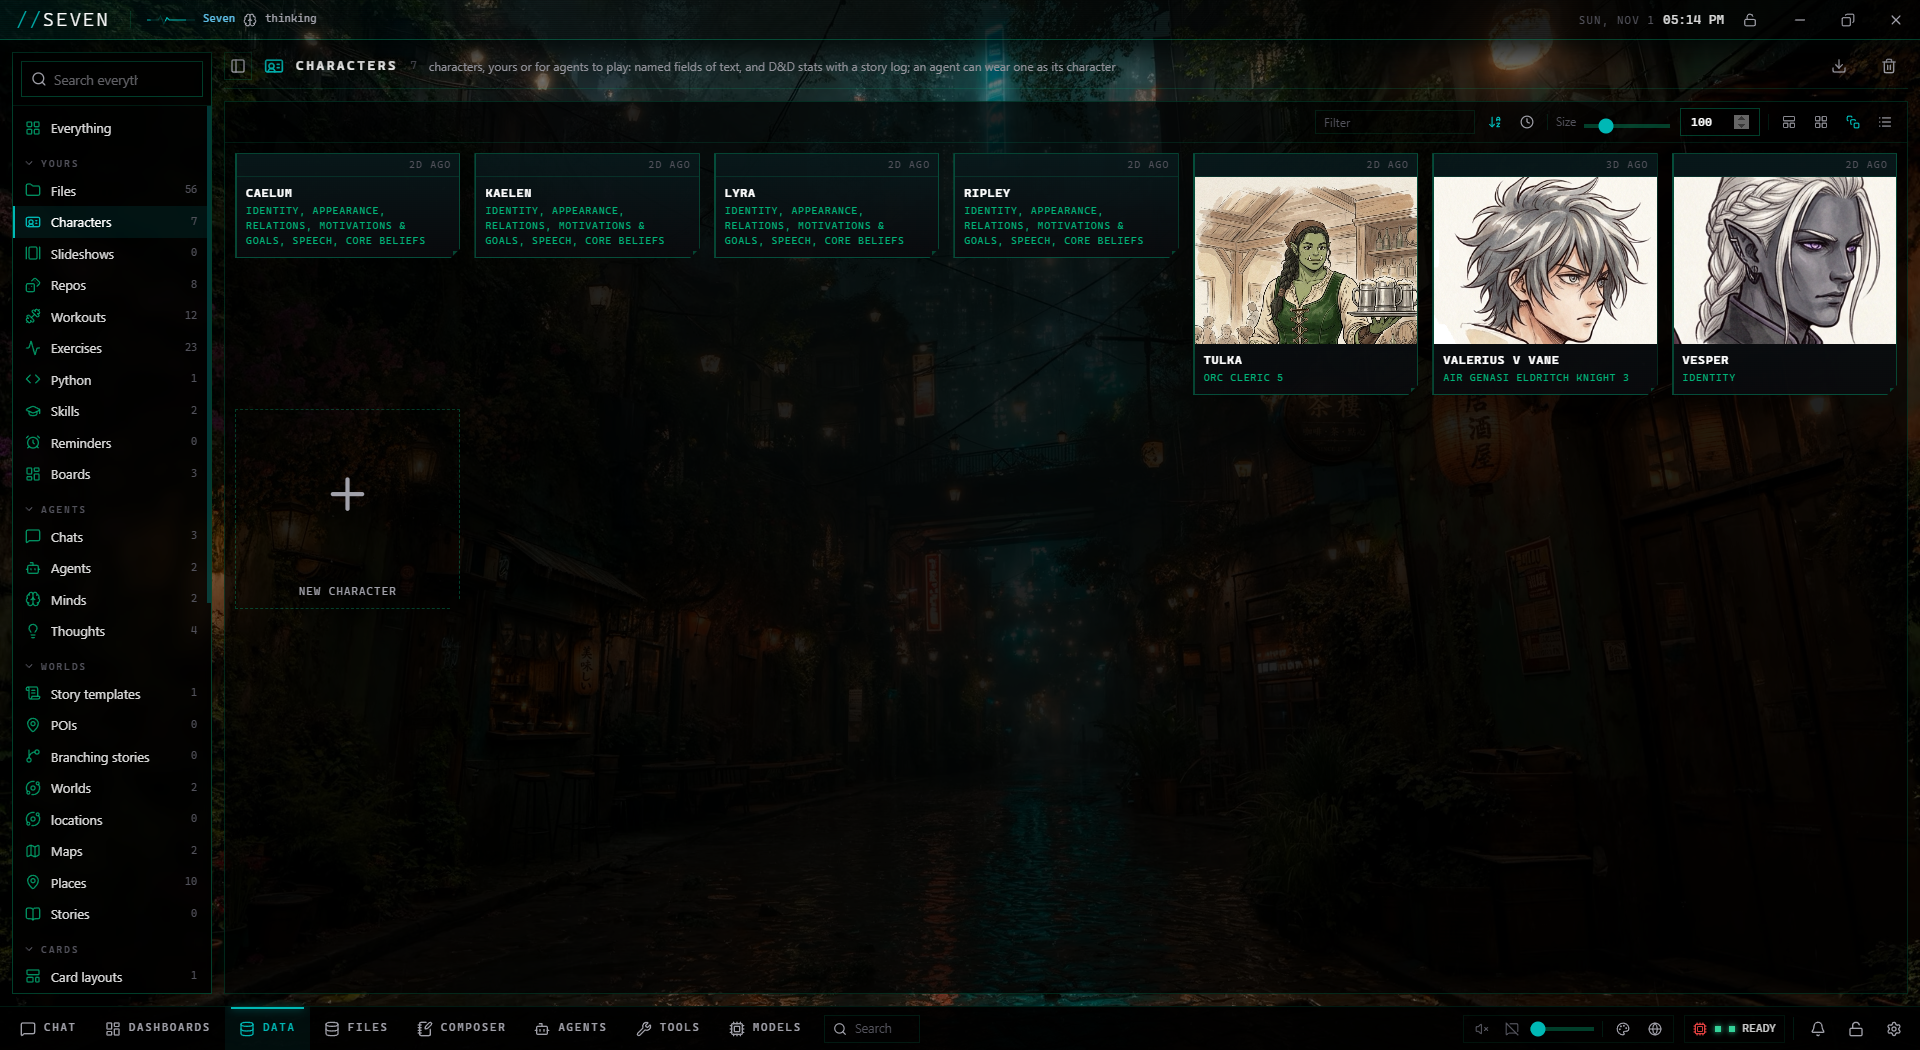 //SEVEN
Seven thinking
SUN, NOV 1 05:14 PM
Search everytl
CHARACTERS 7 characters, yours or for agents to play: named fields of text, and D&D stats with a story log; an agent can wear one as its character
Filter
Size
100
Everything
YOURS
Files 56
Characters 7
Slideshows 0
Repos 8
Workouts 12
Exercises 23
Python 1
Skills 2
Reminders 0
Boards 3
AGENTS
Chats 3
Agents 2
Minds 2
Thoughts 4
WORLDS
Story templates 1
POIs 0
Branching stories 0
Worlds 2
locations 0
Maps 2
Places 10
Stories 0
CARDS
Card layouts 1
2D AGO
CAELUM
IDENTITY, APPEARANCE,
RELATIONS, MOTIVATIONS &
GOALS, SPEECH, CORE BELIEFS
2D AGO
KAELEN
IDENTITY, APPEARANCE,
RELATIONS, MOTIVATIONS &
GOALS, SPEECH, CORE BELIEFS
2D AGO
LYRA
IDENTITY, APPEARANCE,
RELATIONS, MOTIVATIONS &
GOALS, SPEECH, CORE BELIEFS
2D AGO
RIPLEY
IDENTITY, APPEARANCE,
RELATIONS, MOTIVATIONS &
GOALS, SPEECH, CORE BELIEFS
2D AGO
TULKA
ORC CLERIC 5
3D AGO
VALERIUS V VANE
AIR GENASI ELDRITCH KNIGHT 3
2D AGO
VESPER
IDENTITY
NEW CHARACTER
居酒屋
CHAT
DASHBOARDS
DATA
FILES
COMPOSER
AGENTS
TOOLS
MODELS
Search
READY